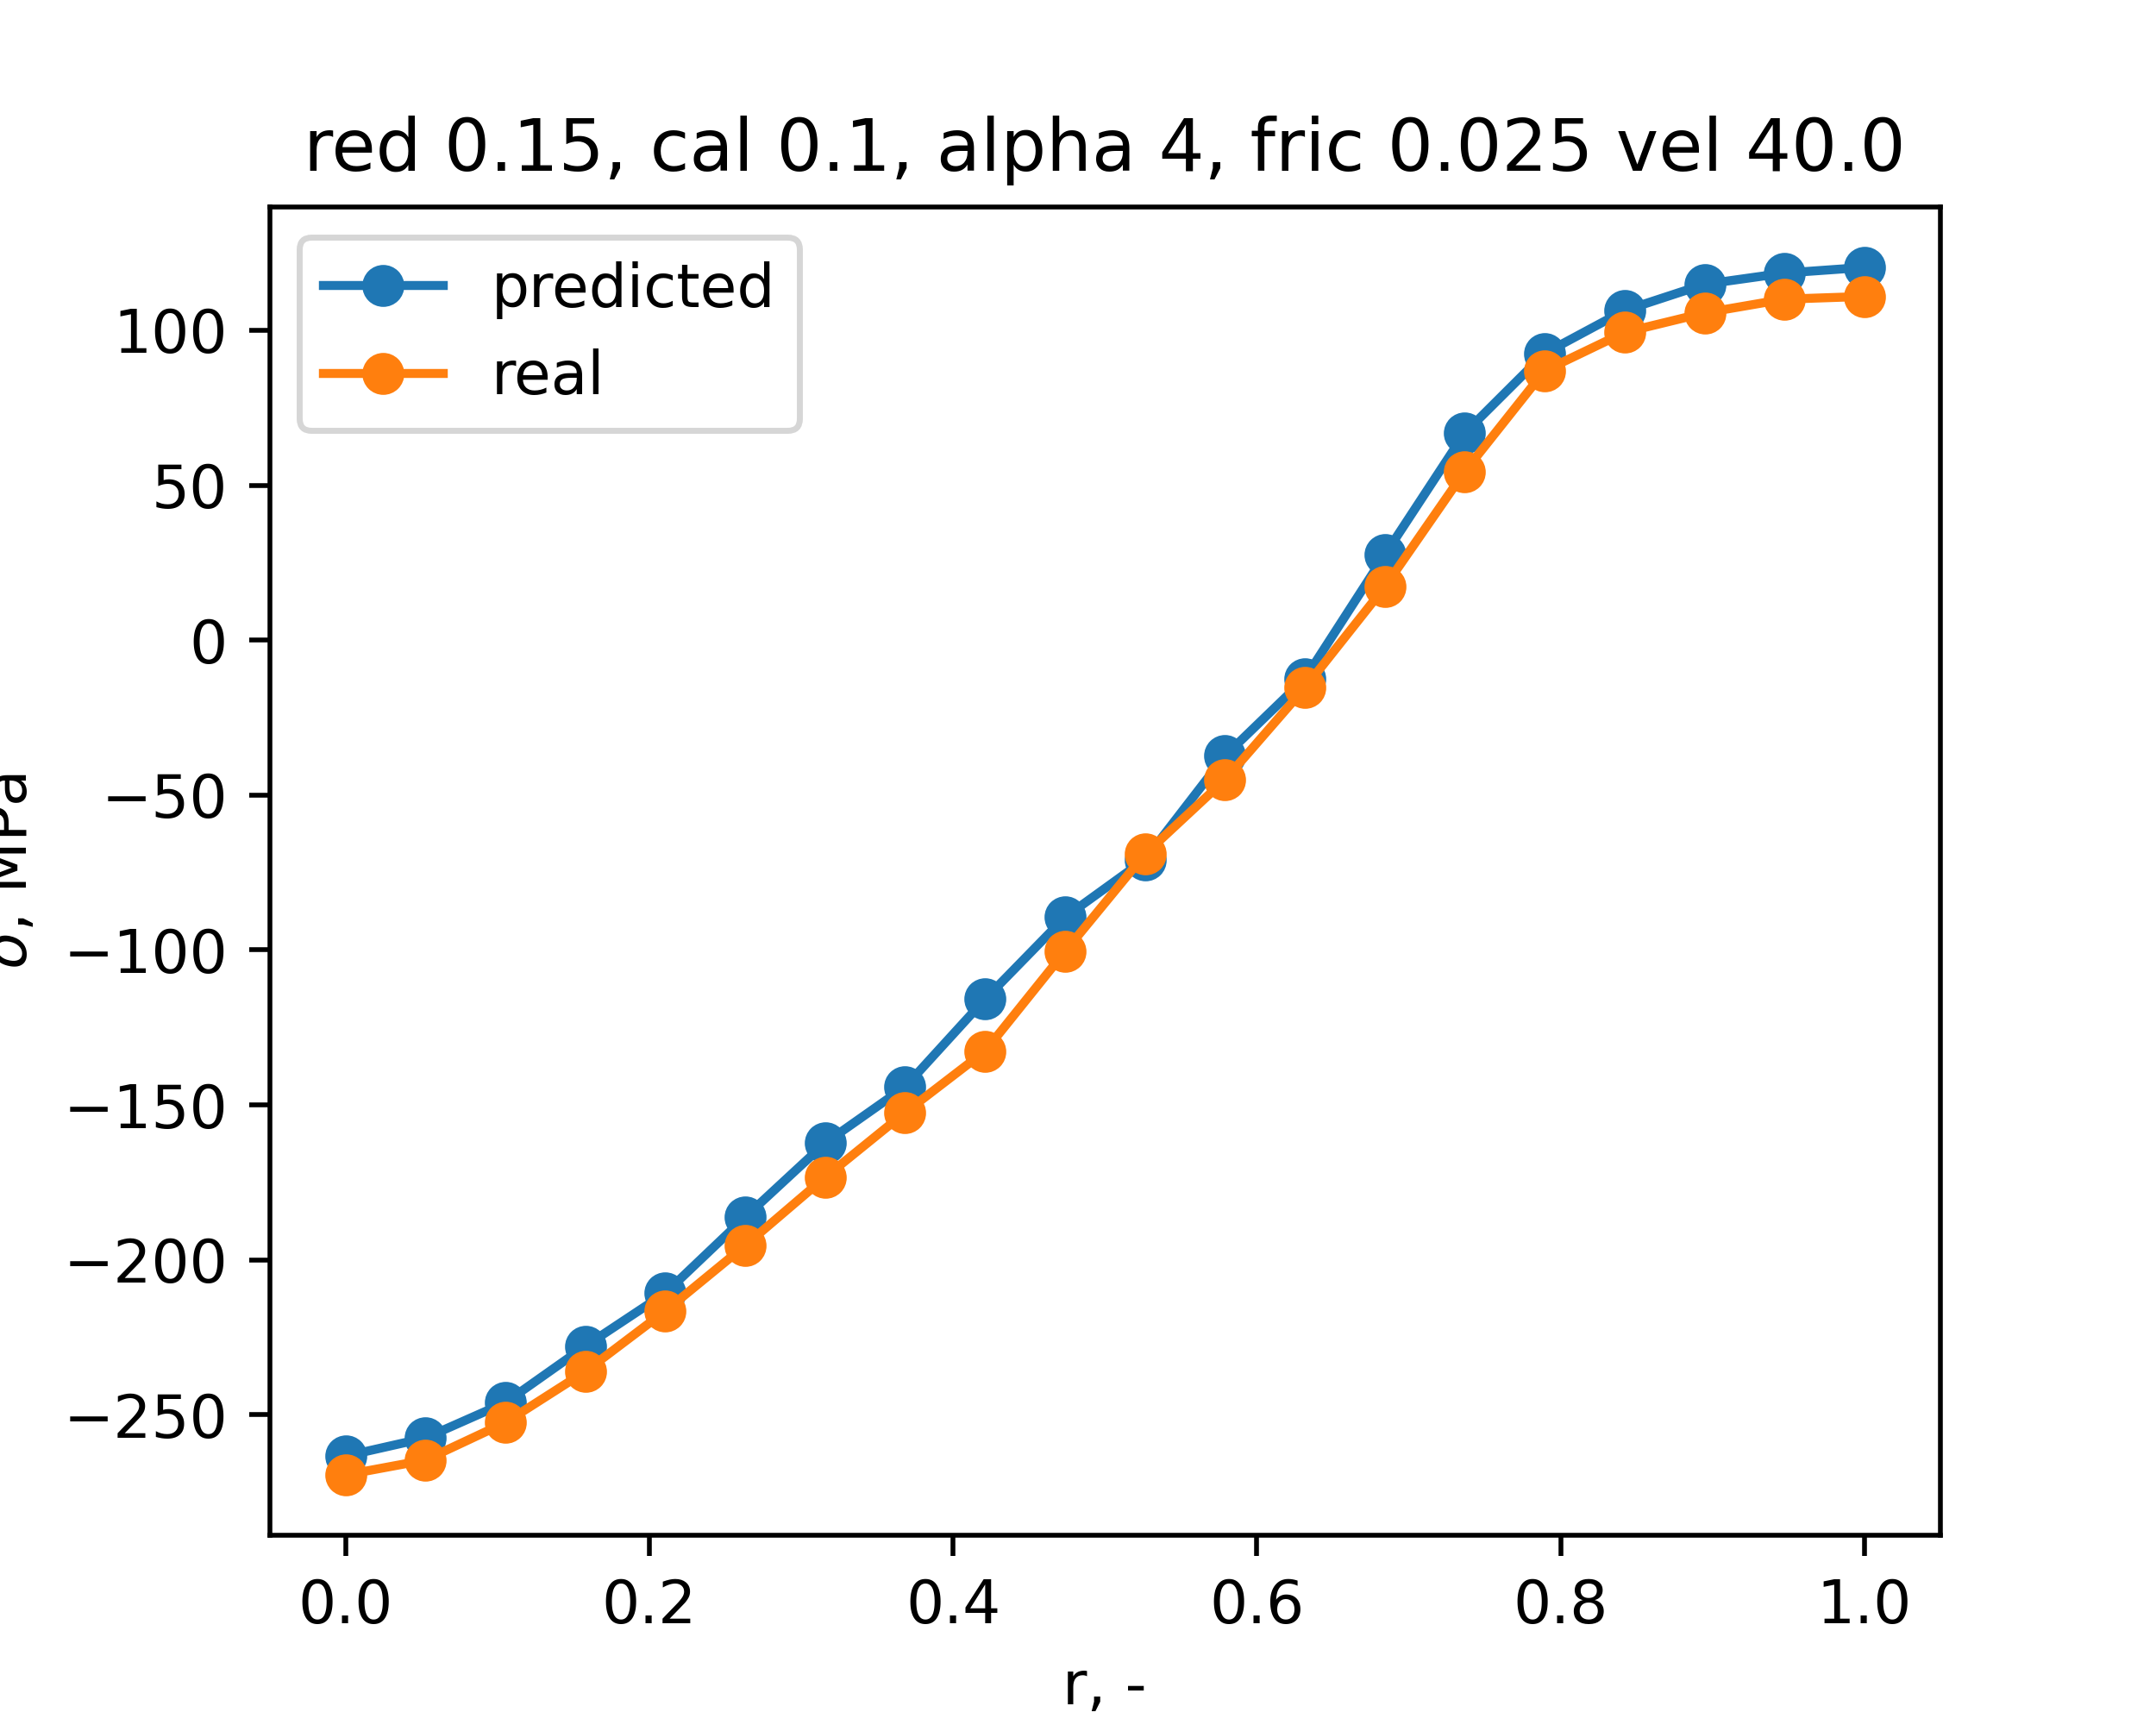 red 0.15, cal 0.1, alpha 4, fric 0.025 vel 40.0
predicted
real
100
50
0
−50
−100
−150
−200
−250
σ, MPa
0.0 0.2 0.4 0.6 0.8 1.0
r, -